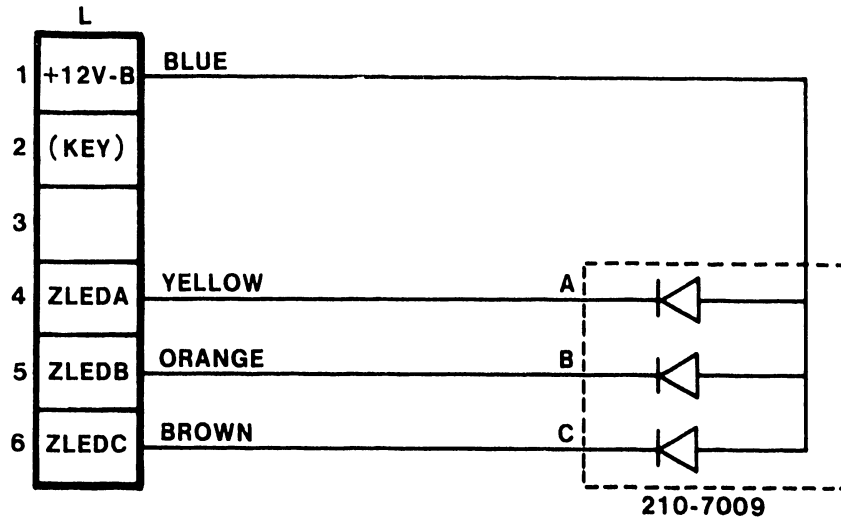 L
1 +12V-B BLUE
2 (KEY)
3
4 ZLEDA YELLOW A
5 ZLEDB ORANGE B
6 ZLEDC BROWN C
210-7009